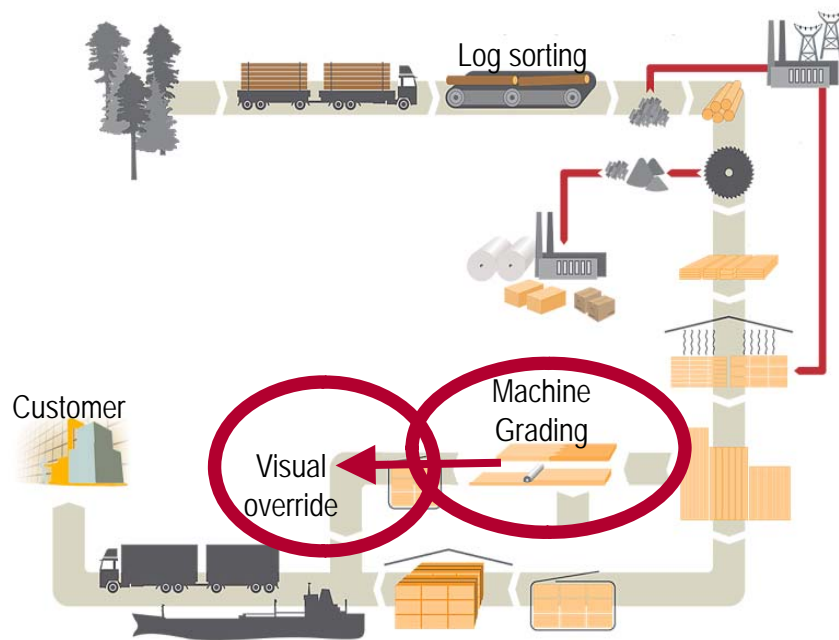 Log sorting
Machine
Grading
Customer
Visual
override